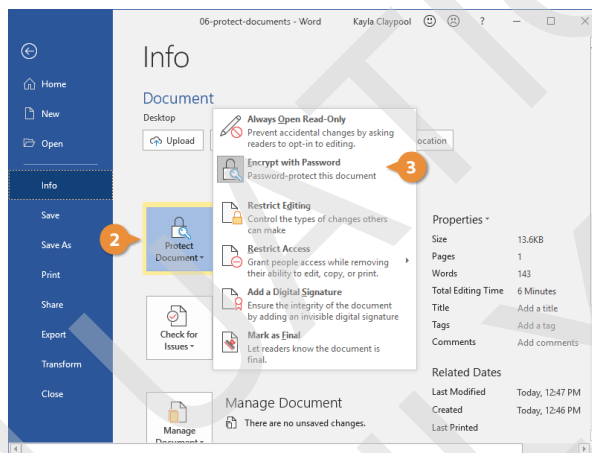 06-protect-documents - Word
Kayla Claypool
?
Info
Home
New
Open
Info
Save
Save As
Print
Share
Export
Transform
Close
Document
Desktop
Upload
ocation
2
Protect
Document
Always Open Read-Only
Prevent accidental changes by asking
readers to opt-in to editing.
Encrypt with Password
Password-protect this document
3
Restrict Editing
Control the types of changes others
can make
Restrict Access
Grant people access while removing
their ability to edit, copy, or print.
Add a Digital Signature
Ensure the integrity of the document
by adding an invisible digital signature
Mark as Final
Let readers know the document is
final.
Check for
Issues
Manage
Document
Manage Document
There are no unsaved changes.
Properties
Size 13.6KB
Pages 1
Words 143
Total Editing Time 6 Minutes
Title Add a title
Tags Add a tag
Comments Add comments
Related Dates
Last Modified Today, 12:47 PM
Created Today, 12:46 PM
Last Printed